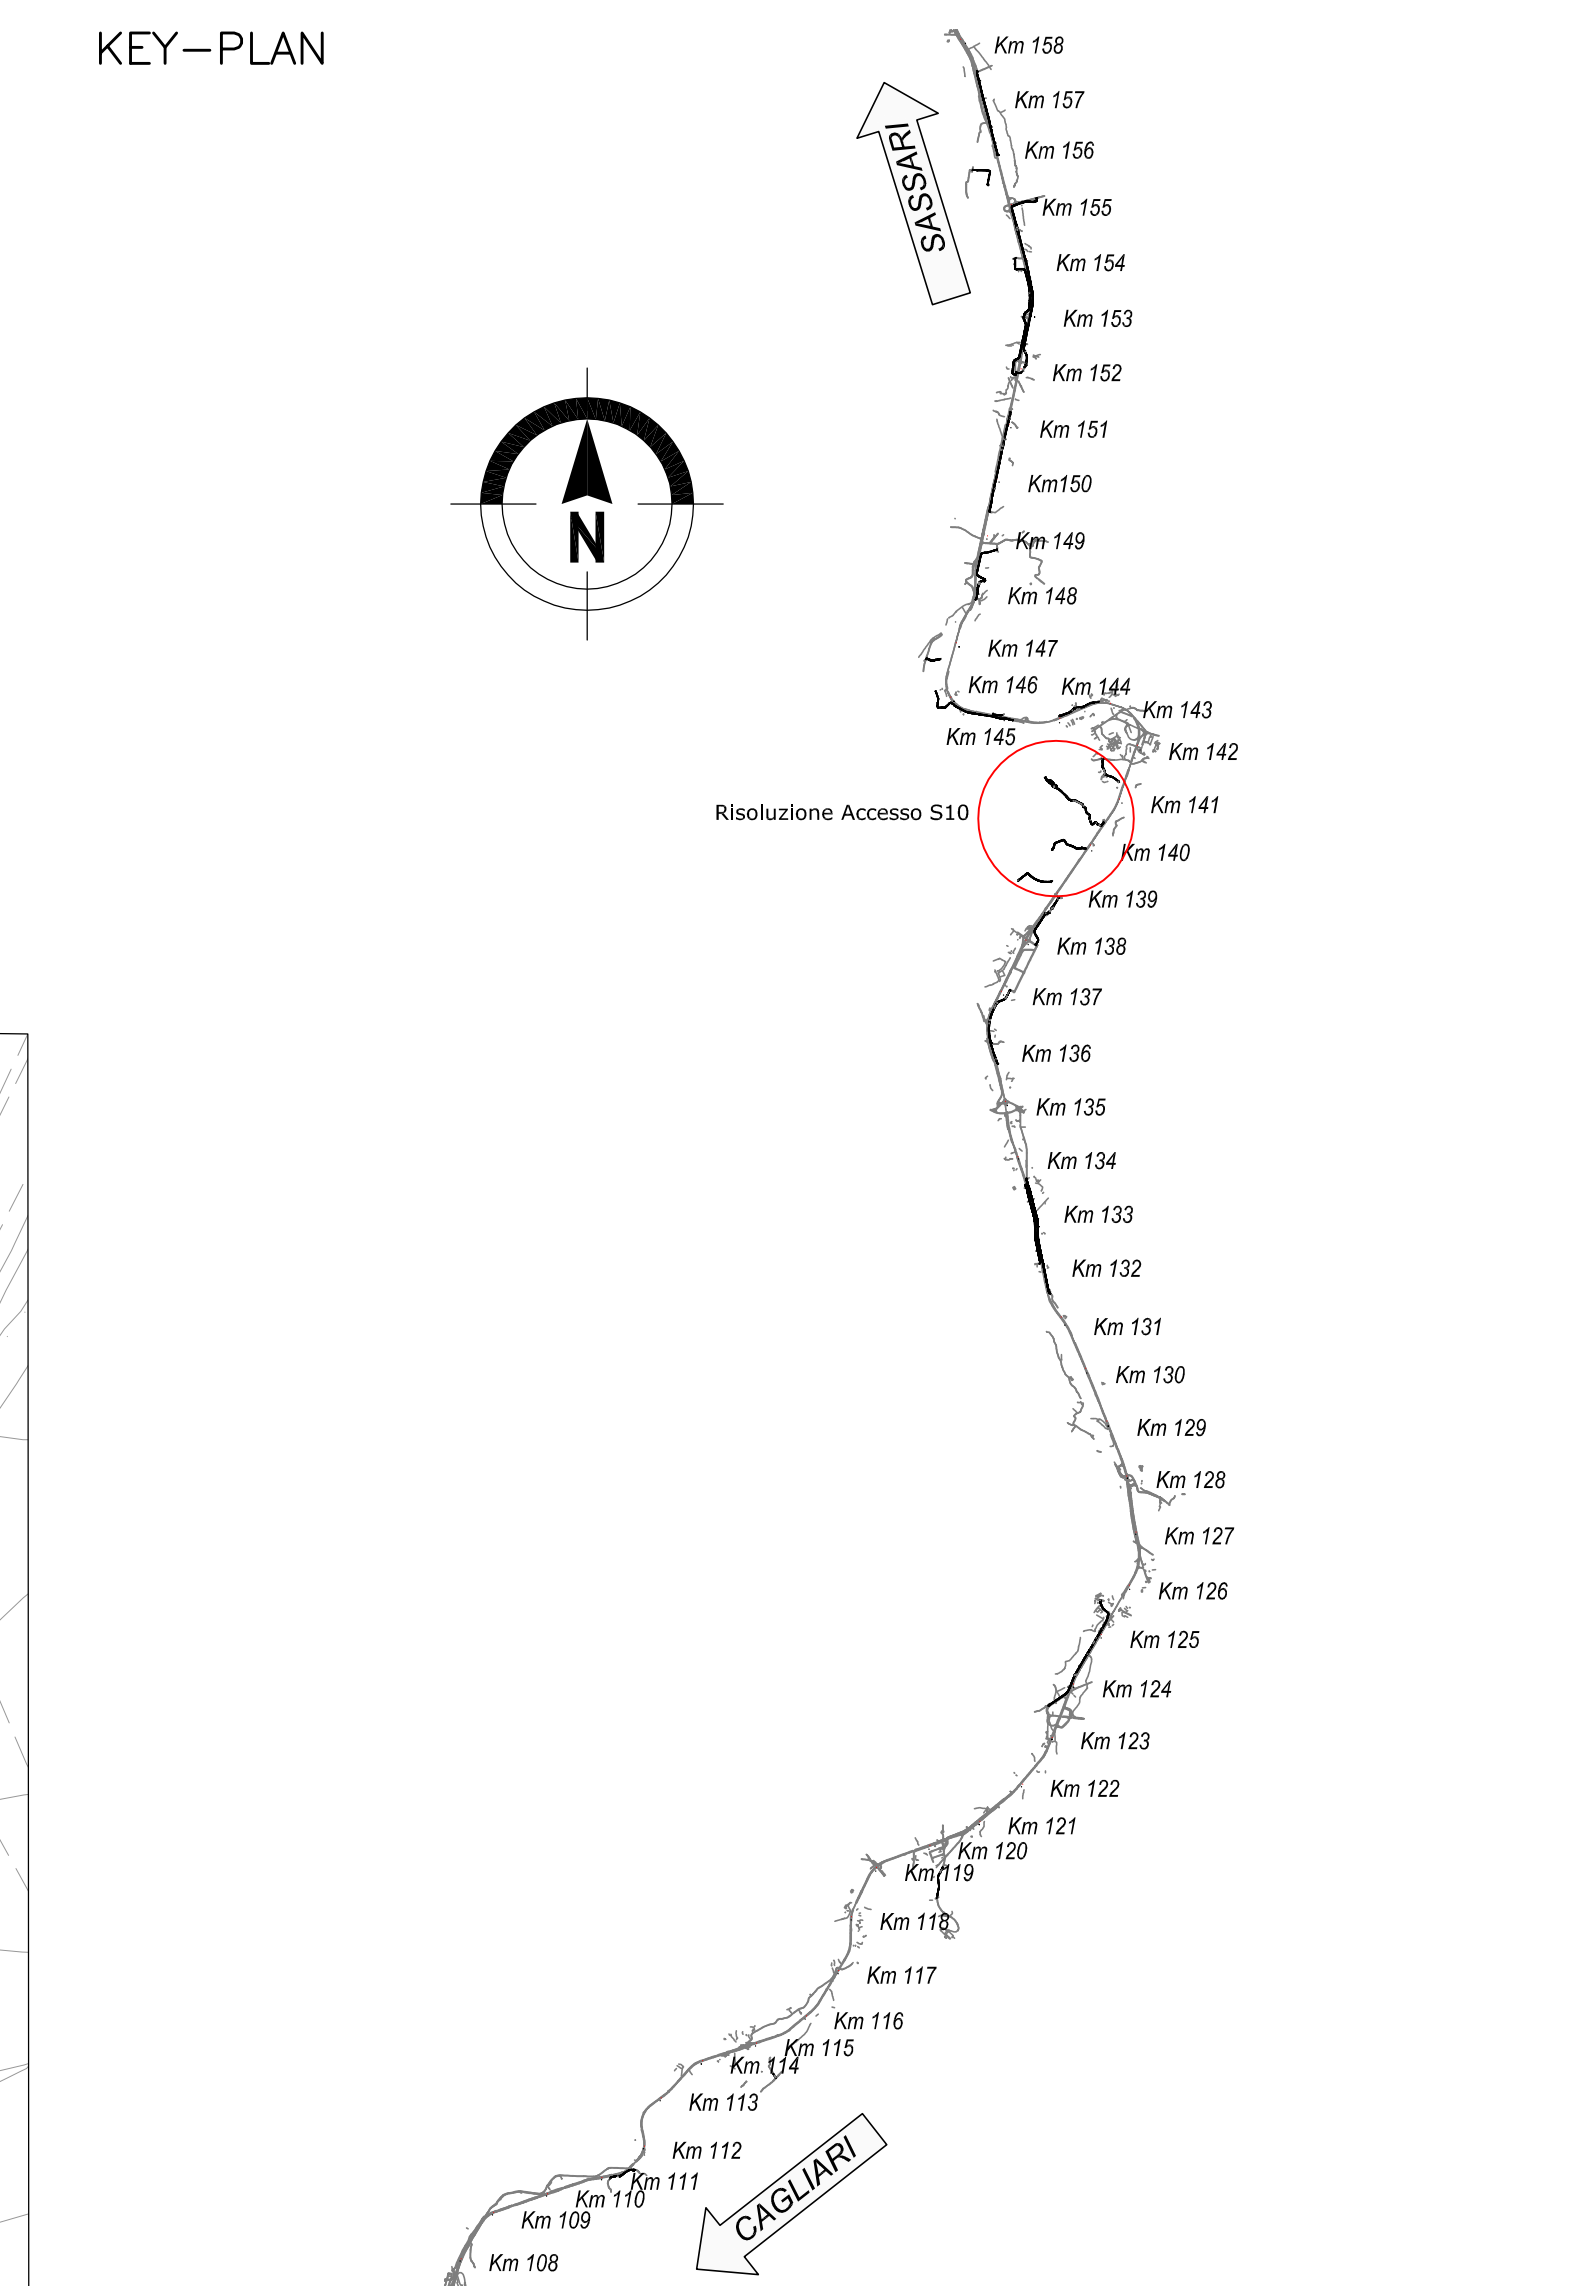 KEY-PLAN
Km 158
Km 157
SASSARI
Km 156
Km 155
Km 154
Km 153
Km 152
Km 151
Km150
N
Km 149
Km 148
Km 147
Km 146
Km 144
Km 143
Km 145
Km 142
Km 141
Risoluzione Accesso S10
Km 140
Km 139
Km 138
Km 137
Km 136
Km 135
Km 134
Km 133
Km 132
Km 131
Km 130
Km 129
Km 128
Km 127
Km 126
Km 125
Km 124
Km 123
Km 122
Km 121
Km 120
Km 119
Km 118
Km 117
Km 116
Km 115
Km 114
Km 113
Km 112
Km 111
Km 110
CAGLIARI
Km 109
Km 108